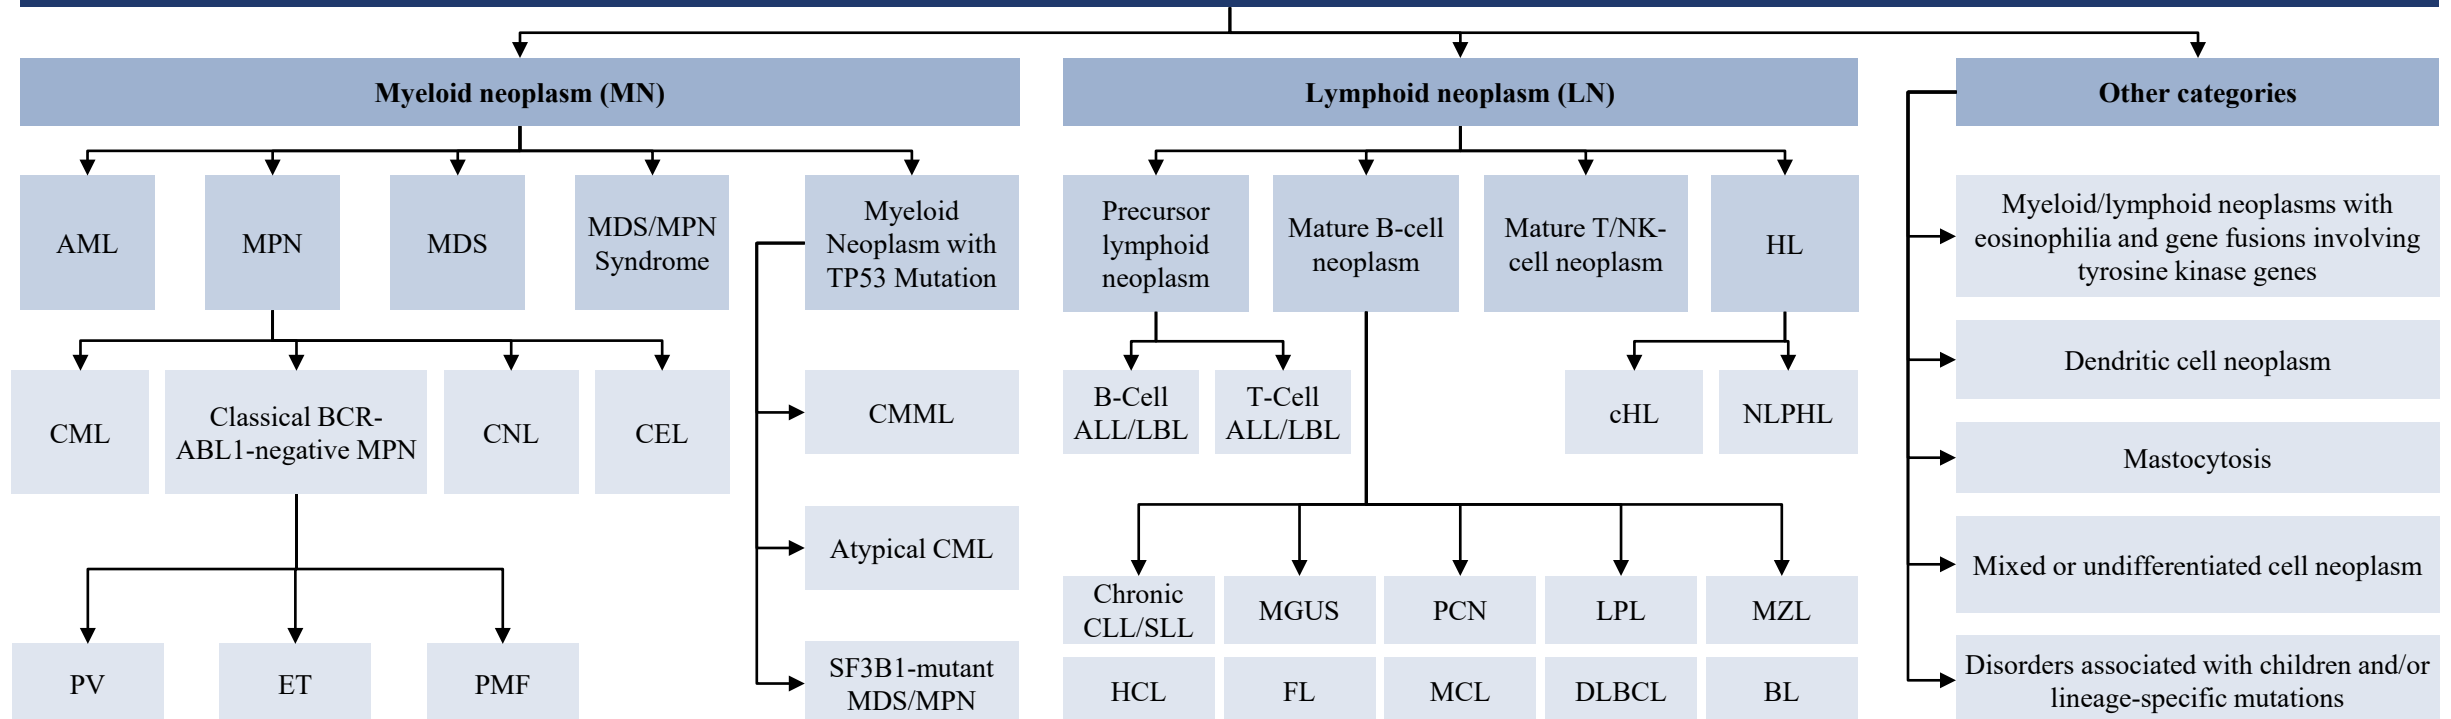 Myeloid neoplasm (MN)
Lymphoid neoplasm (LN)
Other categories
AML
MPN
MDS
MDS/MPN
Syndrome
Myeloid
Neoplasm with
TP53 Mutation
Precursor
lymphoid
neoplasm
Mature B-cell
neoplasm
Mature T/NK-
cell neoplasm
HL
Myeloid/lymphoid neoplasms with
eosinophilia and gene fusions involving
tyrosine kinase genes
CML
Classical BCR-
ABL1-negative MPN
CNL
CEL
CMML
B-Cell
ALL/LBL
T-Cell
ALL/LBL
cHL
NLPHL
Dendritic cell neoplasm
Mastocytosis
Atypical CML
Mixed or undifferentiated cell neoplasm
Chronic
CLL/SLL
MGUS
PCN
LPL
MZL
PV
ET
PMF
SF3B1-mutant
MDS/MPN
HCL
FL
MCL
DLBCL
BL
Disorders associated with children and/or
lineage-specific mutations